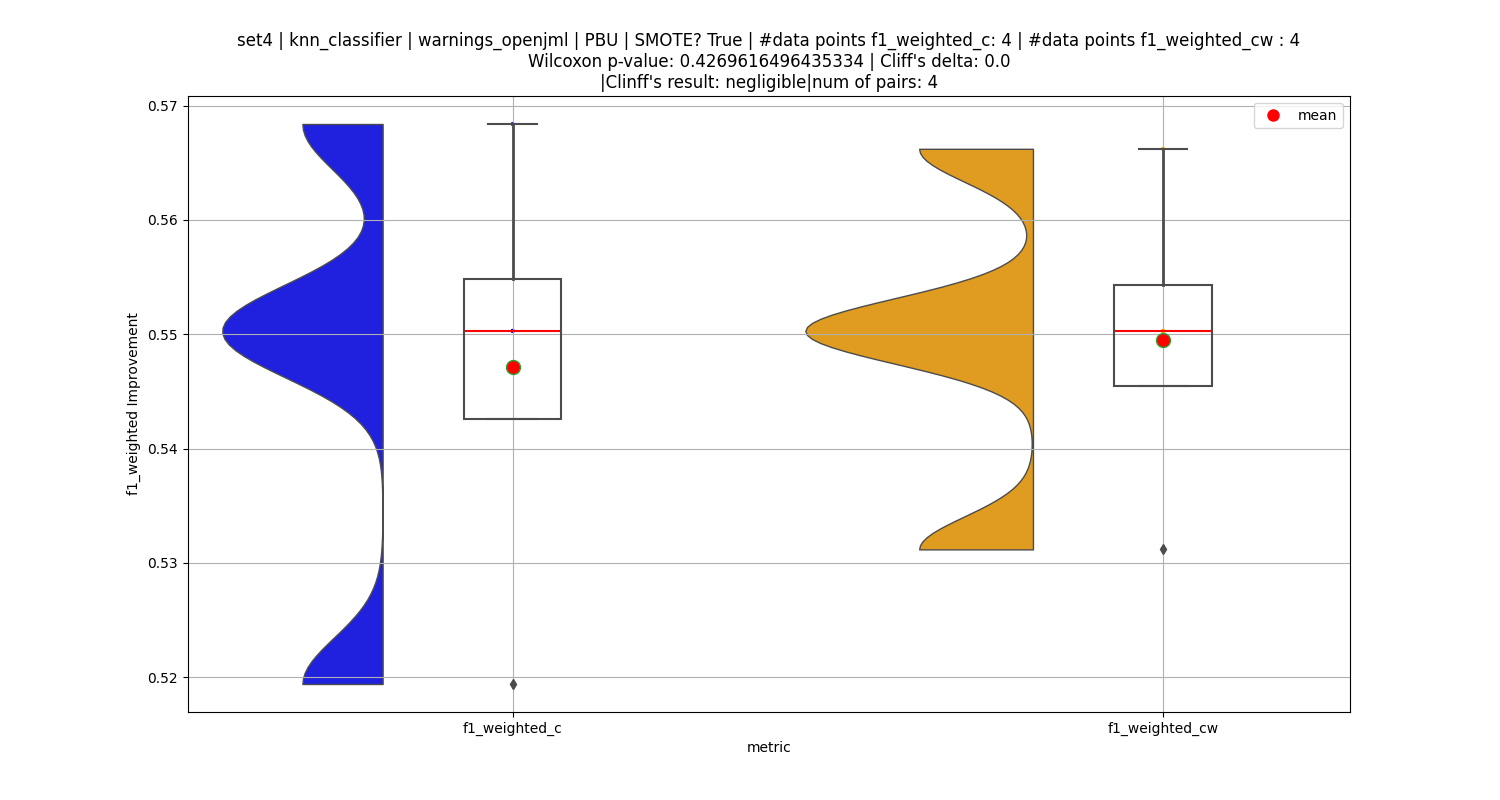 set4 | knn_classifier | warnings_openjml | PBU | SMOTE? True | #data points f1_weighted_c: 4 | #data points f1_weighted_cw : 4
Wilcoxon p-value: 0.4269616496435334 | Cliff's delta: 0.0
|Clinff's result: negligible|num of pairs: 4
mean
0.57
0.56
0.55
0.54
0.53
0.52
f1_weighted Improvement
f1_weighted_c
f1_weighted_cw
metric